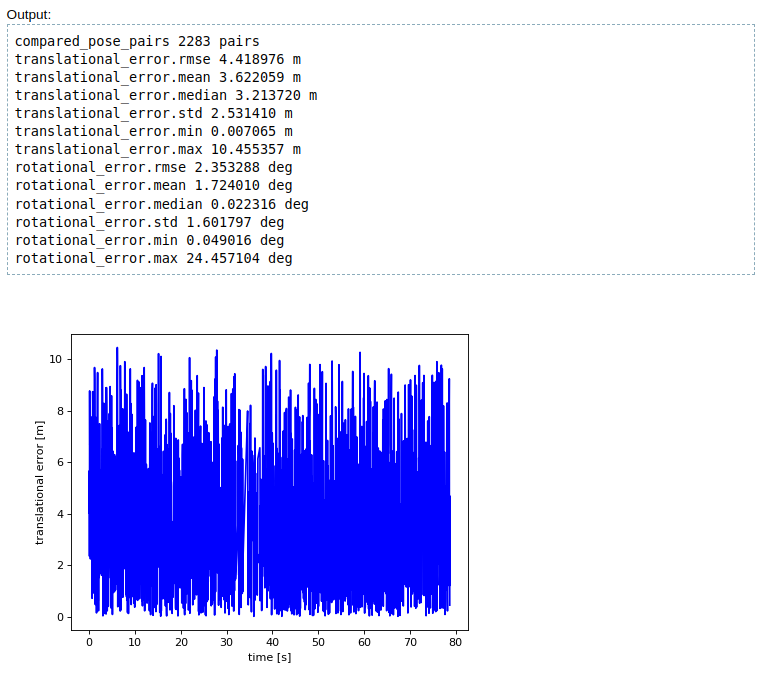 Output:
compared_pose_pairs 2283 pairs
translational_error.rmse 4.418976 m
translational_error.mean 3.622059 m
translational_error.median 3.213720 m
translational_error.std 2.531410 m
translational_error.min 0.007065 m
translational_error.max 10.455357 m
rotational_error.rmse 2.353288 deg
rotational_error.mean 1.724010 deg
rotational_error.median 0.022316 deg
rotational_error.std 1.601797 deg
rotational_error.min 0.049016 deg
rotational_error.max 24.457104 deg
10
8
6
4
2
0
translational error [m]
0 10 20 30 40 50 60 70 80
time [s]